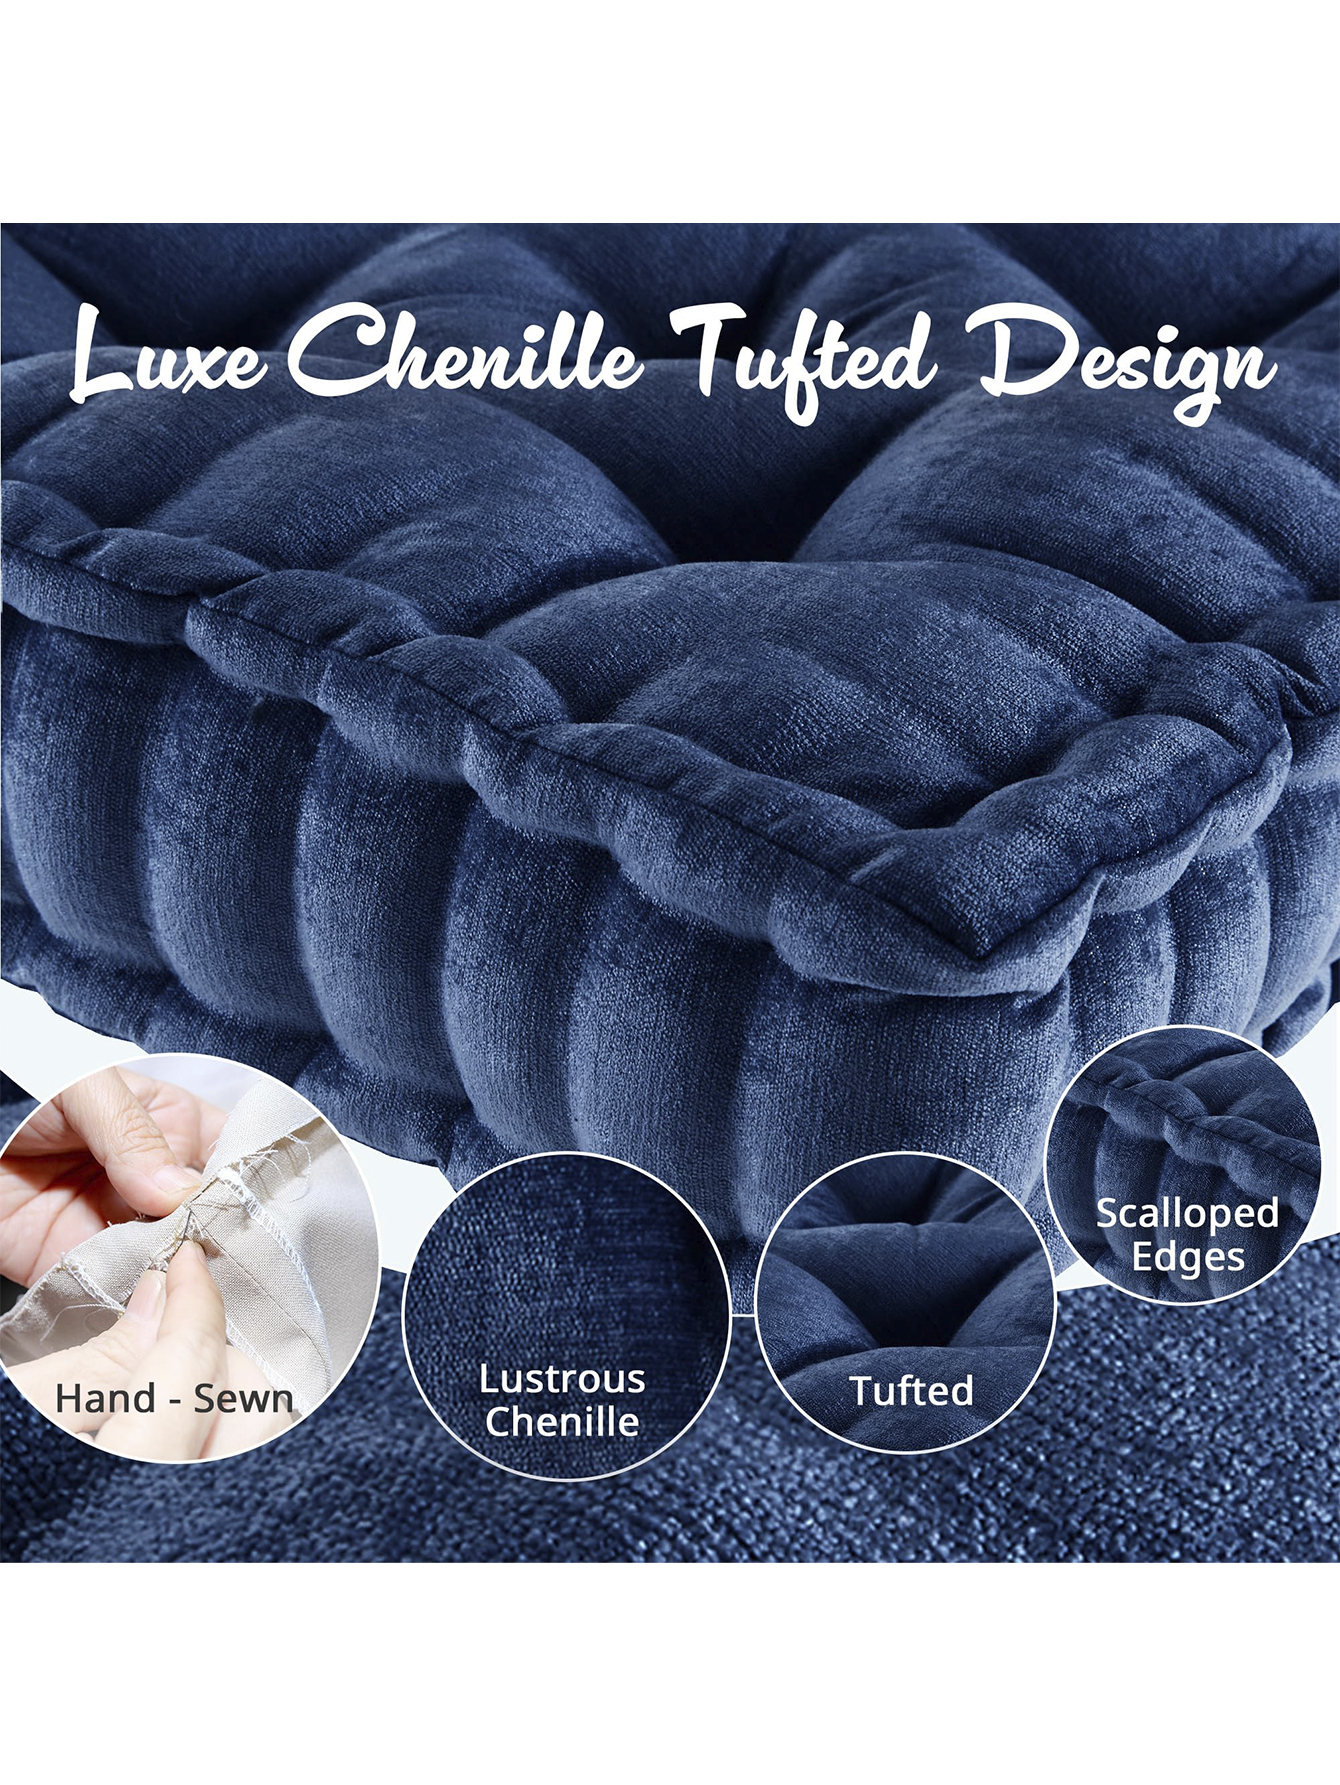 Luxe Chenille Tufted Design
Hand - Sewn
Lustrous
Chenille
Tufted
Scalloped
Edges